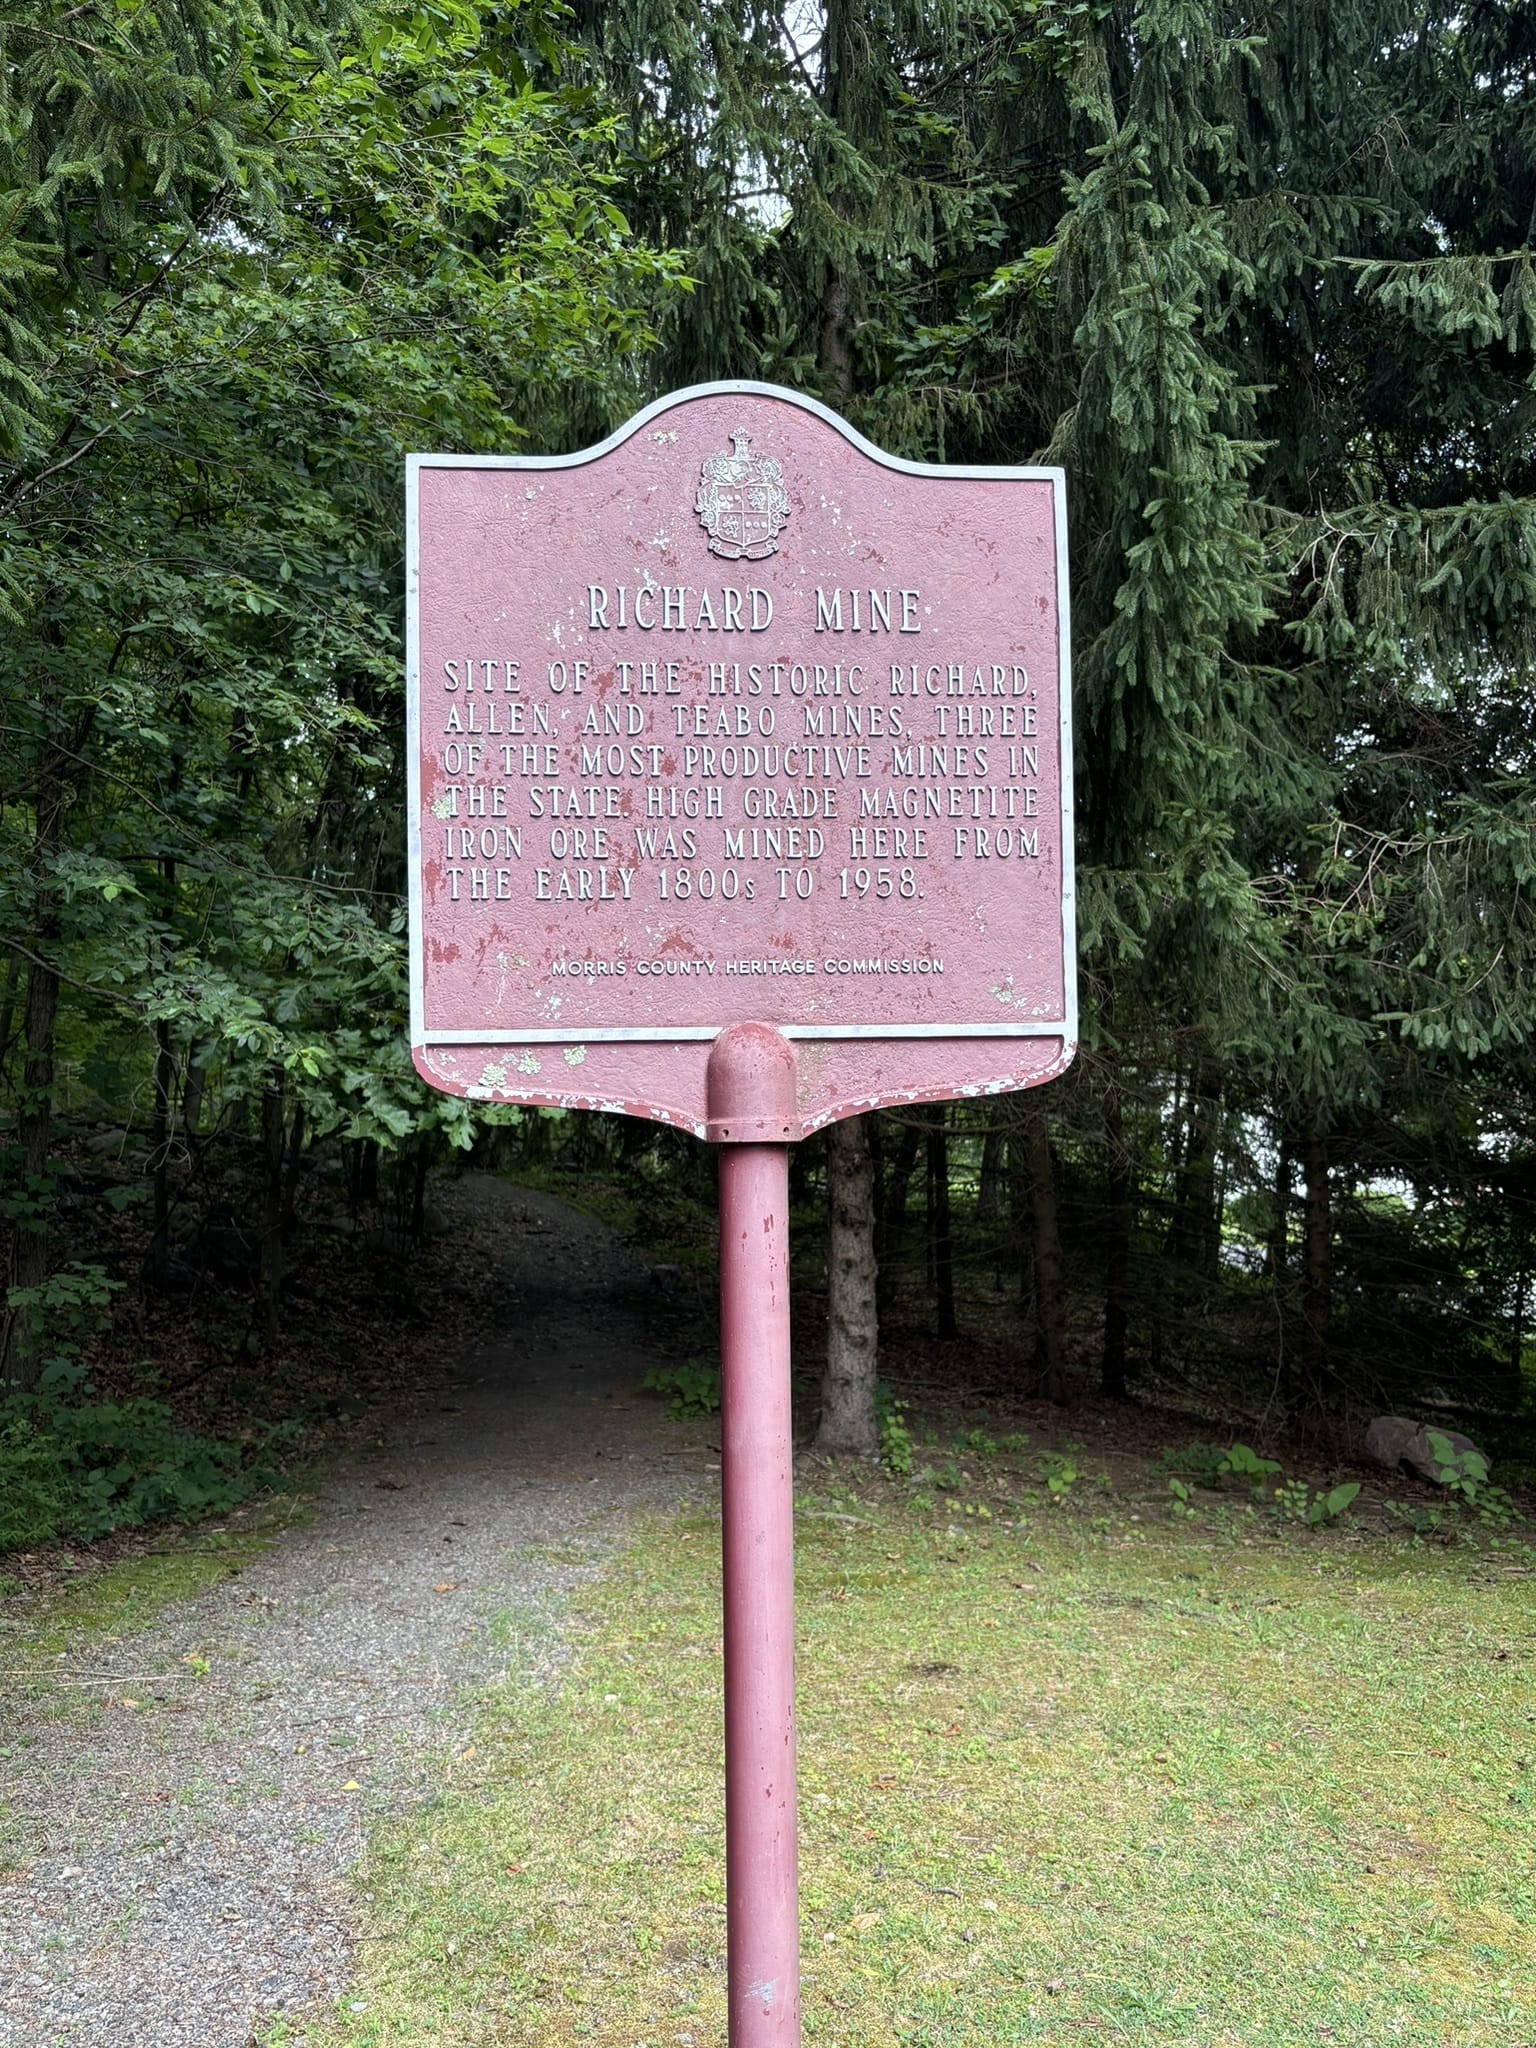 RICHARD MINE
SITE OF THE HISTORIC RICHARD,
ALLEN, AND TEABO MINES, THREE
OF THE MOST PRODUCTIVE MINES IN
THE STATE. HIGH GRADE MAGNETITE
IRON ORE WAS MINED HERE FROM
THE EARLY 1800s TO 1958.
MORRIS COUNTY HERITAGE COMMISSION